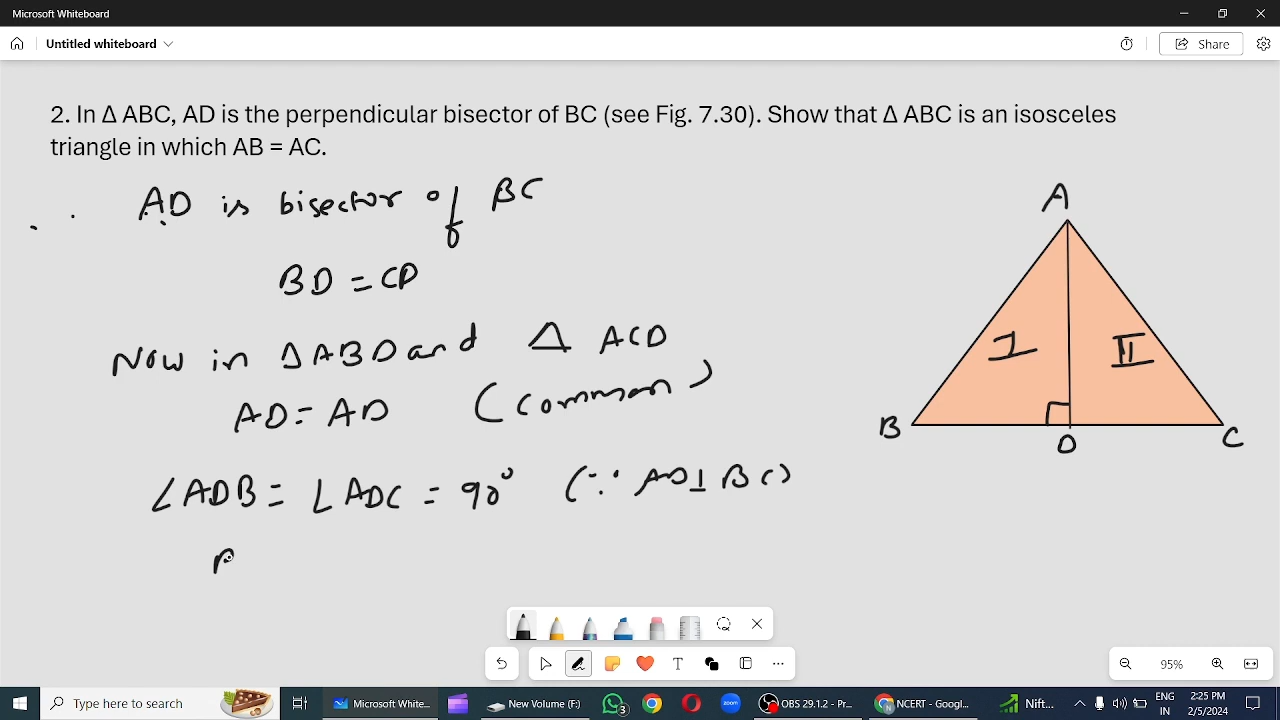 Microsoft Whiteboard
Untitled whiteboard
Share
2. In Δ ABC, AD is the perpendicular bisector of BC (see Fig. 7.30). Show that Δ ABC is an isosceles
triangle in which AB = AC.
AD is bisector of BC
BD = CD
Now in Δ ABD and Δ ACD
AD = AD (common)
∠ADB = ∠ADC = 90° (∵ AD⊥BC)
A
I II
B D C
95%
Type here to search
Microsoft White...
New Volume (F)
3
zoom
OBS 29.1.2 - Pr...
NCERT - Googl...
Nift...
ENG
IN
2:25 PM
2/5/2024